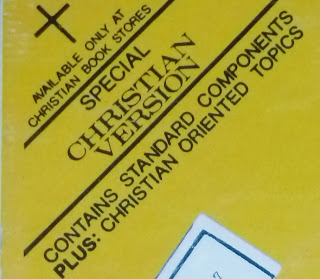 AVAILABLE ONLY AT
CHRISTIAN BOOK STORES
SPECIAL
CHRISTIAN
VERSION
CONTAINS STANDARD COMPONENTS
PLUS: CHRISTIAN ORIENTED TOPICS